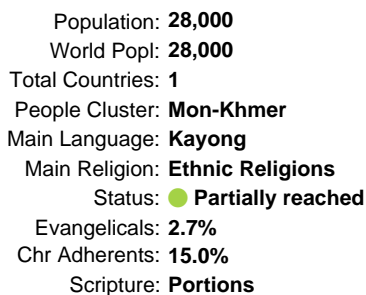 Population: 28,000
World Popl: 28,000
Total Countries: 1
People Cluster: Mon-Khmer
Main Language: Kayong
Main Religion: Ethnic Religions
Status: Partially reached
Evangelicals: 2.7%
Chr Adherents: 15.0%
Scripture: Portions